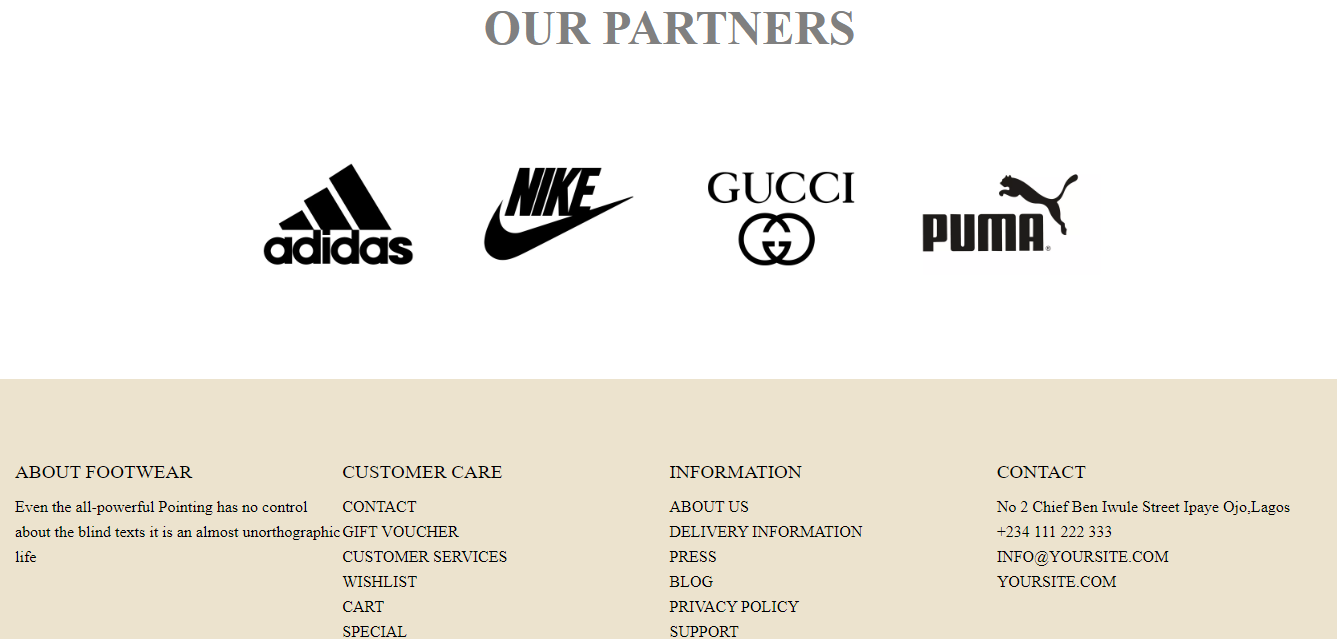 OUR PARTNERS
adidas
NIKE
GUCCI
PUMA
ABOUT FOOTWEAR
Even the all-powerful Pointing has no control
about the blind texts it is an almost unorthographic
life
CUSTOMER CARE
CONTACT
GIFT VOUCHER
CUSTOMER SERVICES
WISHLIST
CART
SPECIAL
INFORMATION
ABOUT US
DELIVERY INFORMATION
PRESS
BLOG
PRIVACY POLICY
SUPPORT
CONTACT
No 2 Chief Ben Iwule Street Ipaye Ojo,Lagos
+234 111 222 333
INFO@YOURSITE.COM
YOURSITE.COM